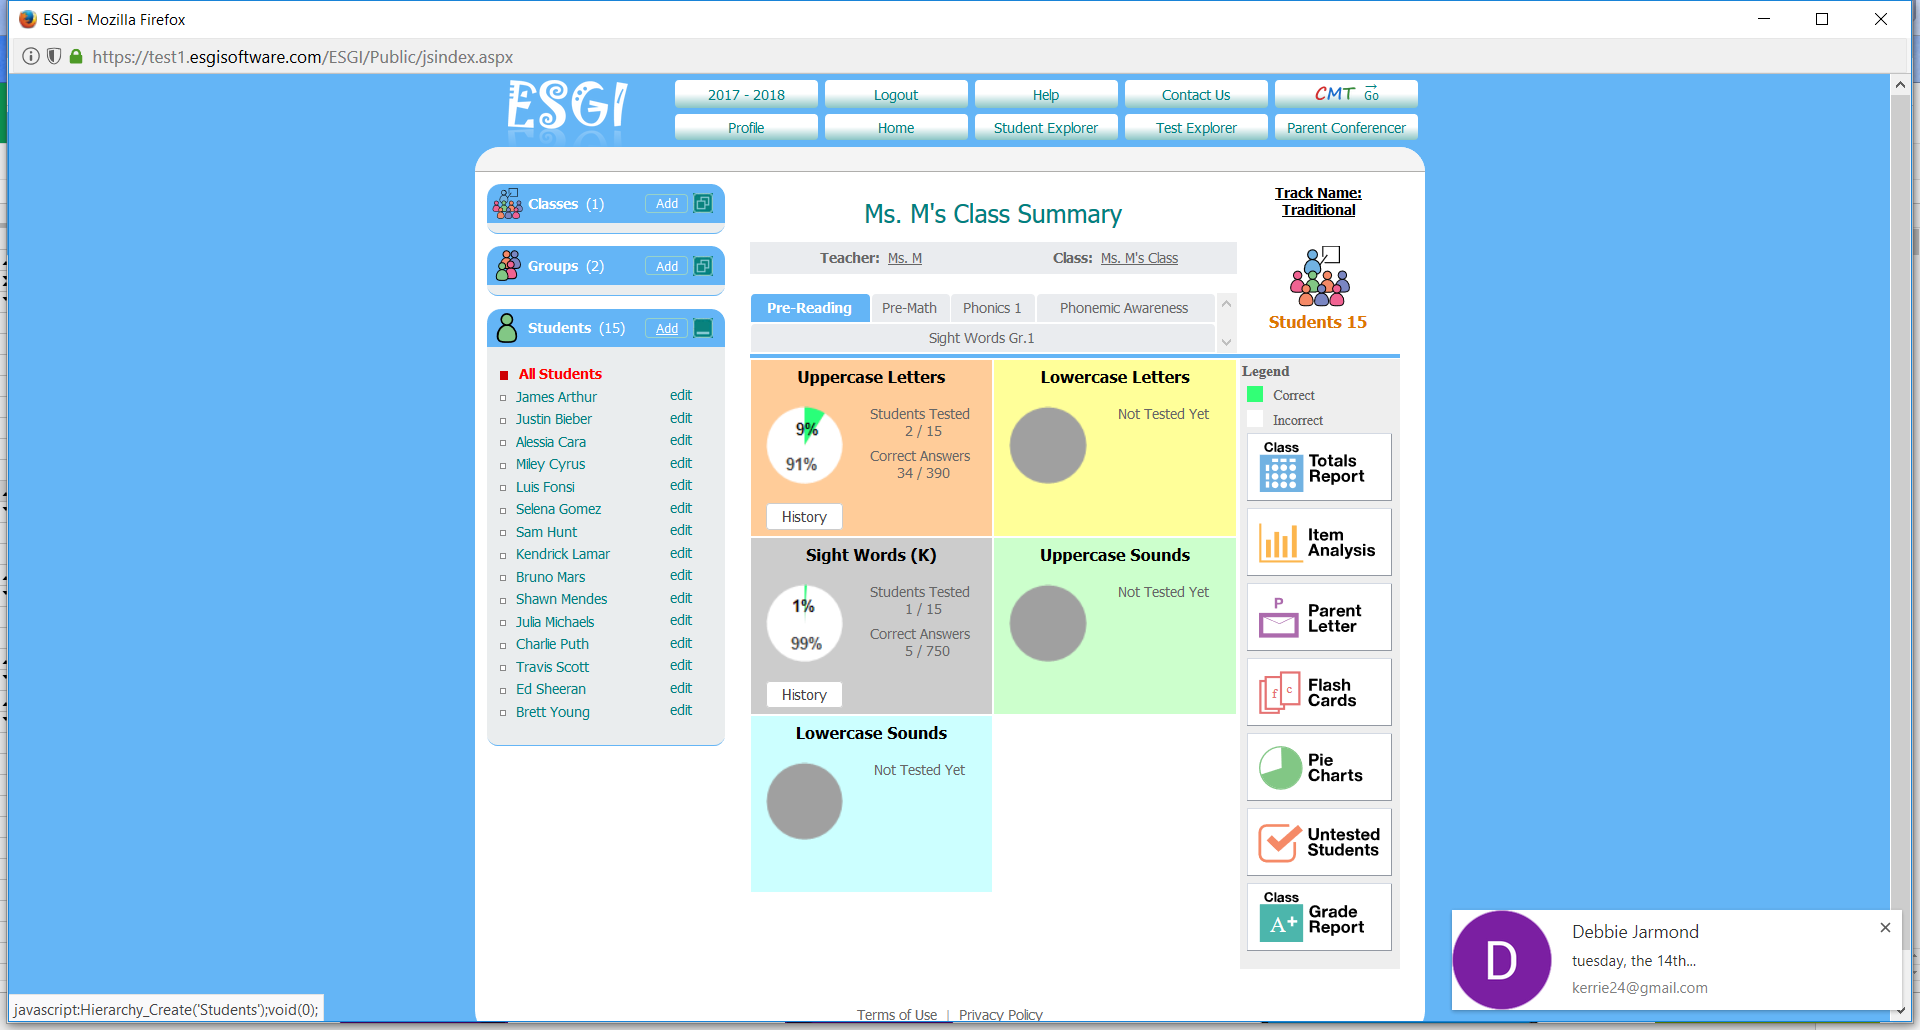 ESGI - Mozilla Firefox
https://test1.esgisoftware.com/ESGI/Public/jsindex.aspx
ESGI
2017 - 2018
Logout
Help
Contact Us
CMT Go
Profile
Home
Student Explorer
Test Explorer
Parent Conferencer
Classes (1)
Add
Groups (2)
Add
Students (15)
Add
All Students
James Arthur edit
Justin Bieber edit
Alessia Cara edit
Miley Cyrus edit
Luis Fonsi edit
Selena Gomez edit
Sam Hunt edit
Kendrick Lamar edit
Bruno Mars edit
Shawn Mendes edit
Julia Michaels edit
Charlie Puth edit
Travis Scott edit
Ed Sheeran edit
Brett Young edit
Ms. M's Class Summary
Teacher: Ms. M
Class: Ms. M's Class
Pre-Reading
Pre-Math
Phonics 1
Phonemic Awareness
Sight Words Gr.1
Uppercase Letters
9%
91%
Students Tested
2 / 15
Correct Answers
34 / 390
History
Lowercase Letters
Not Tested Yet
Sight Words (K)
1%
99%
Students Tested
1 / 15
Correct Answers
5 / 750
History
Uppercase Sounds
Not Tested Yet
Lowercase Sounds
Not Tested Yet
Track Name:
Traditional
Students 15
Legend
Correct
Incorrect
Class
Totals
Report
Item
Analysis
P
Parent
Letter
f c
Flash
Cards
Pie
Charts
Untested
Students
Class
A+
Grade
Report
Terms of Use | Privacy Policy
D
Debbie Jarmond
tuesday, the 14th...
kerrie24@gmail.com
javascript:Hierarchy_Create('Students');void(0);